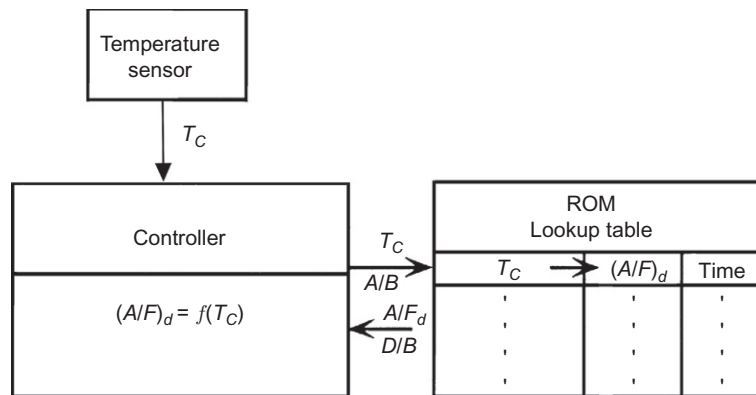 Temperature
sensor
T_C
Controller
(A/F)_d = f(T_C)
T_C
A/B
A/F_d
D/B
ROM
Lookup table
T_C (A/F)_d Time